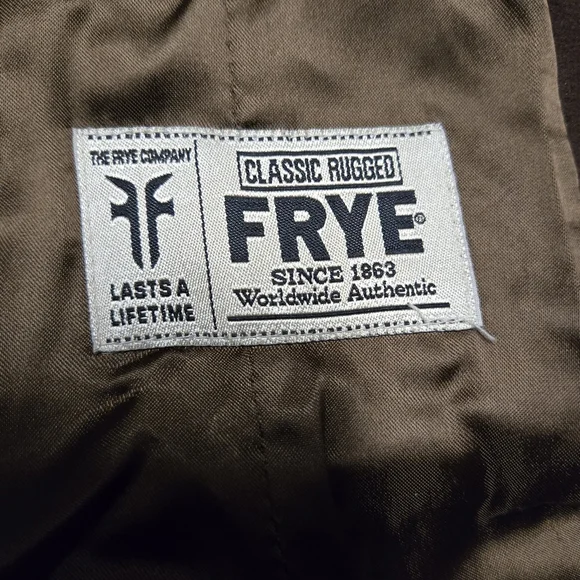 THE FRYE COMPANY
LASTS A
LIFETIME
CLASSIC RUGGED
FRYE®
SINCE 1863
Worldwide Authentic